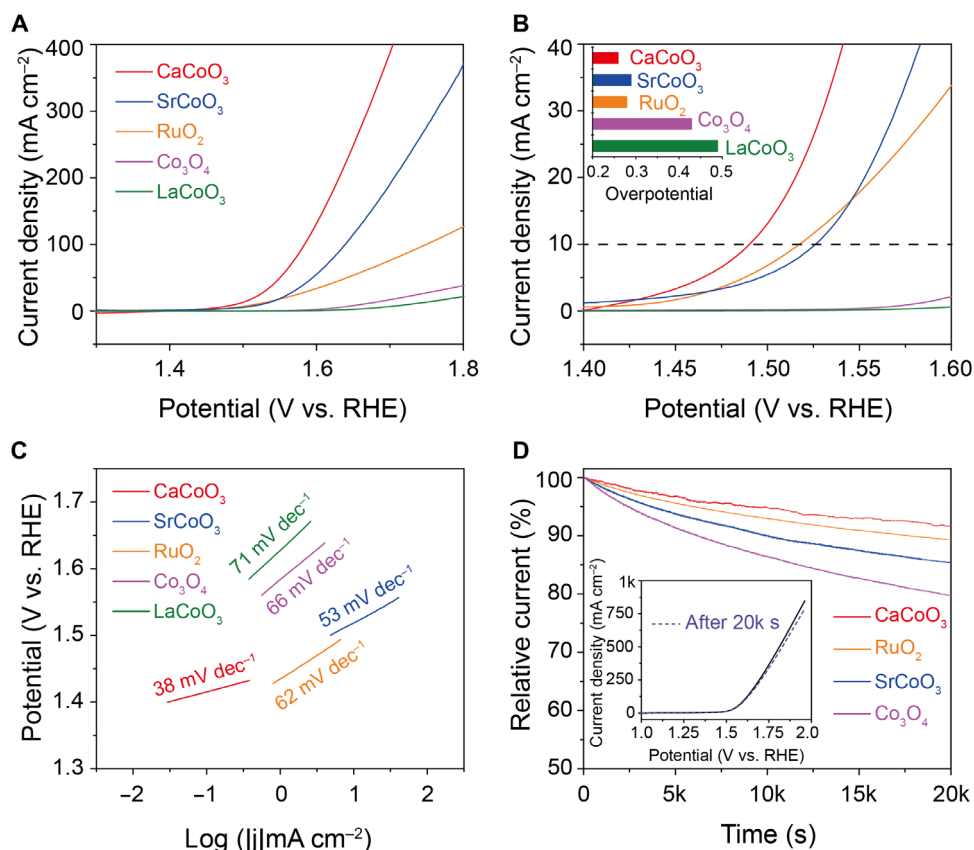 A
400
300
200
100
0
Current density (mA cm⁻²)
CaCoO₃
SrCoO₃
RuO₂
Co₃O₄
LaCoO₃
1.4
1.6
1.8
Potential (V vs. RHE)
B
40
30
20
10
0
Current density (mA cm⁻²)
CaCoO₃
SrCoO₃
RuO₂
Co₃O₄
LaCoO₃
0.2
0.3
0.4
0.5
Overpotential
1.40
1.45
1.50
1.55
1.60
Potential (V vs. RHE)
C
1.7
1.6
1.5
1.4
1.3
Potential (V vs. RHE)
CaCoO₃
SrCoO₃
RuO₂
Co₃O₄
LaCoO₃
71 mV dec⁻¹
66 mV dec⁻¹
53 mV dec⁻¹
38 mV dec⁻¹
62 mV dec⁻¹
−2
−1
0
1
2
Log (|j|mA cm⁻²)
D
100
90
80
70
60
50
Relative current (%)
1k
750
500
250
0
Current density (mA cm⁻²)
After 20k s
1.0
1.25
1.5
1.75
2.0
Potential (V vs. RHE)
CaCoO₃
RuO₂
SrCoO₃
Co₃O₄
0
5k
10k
15k
20k
Time (s)